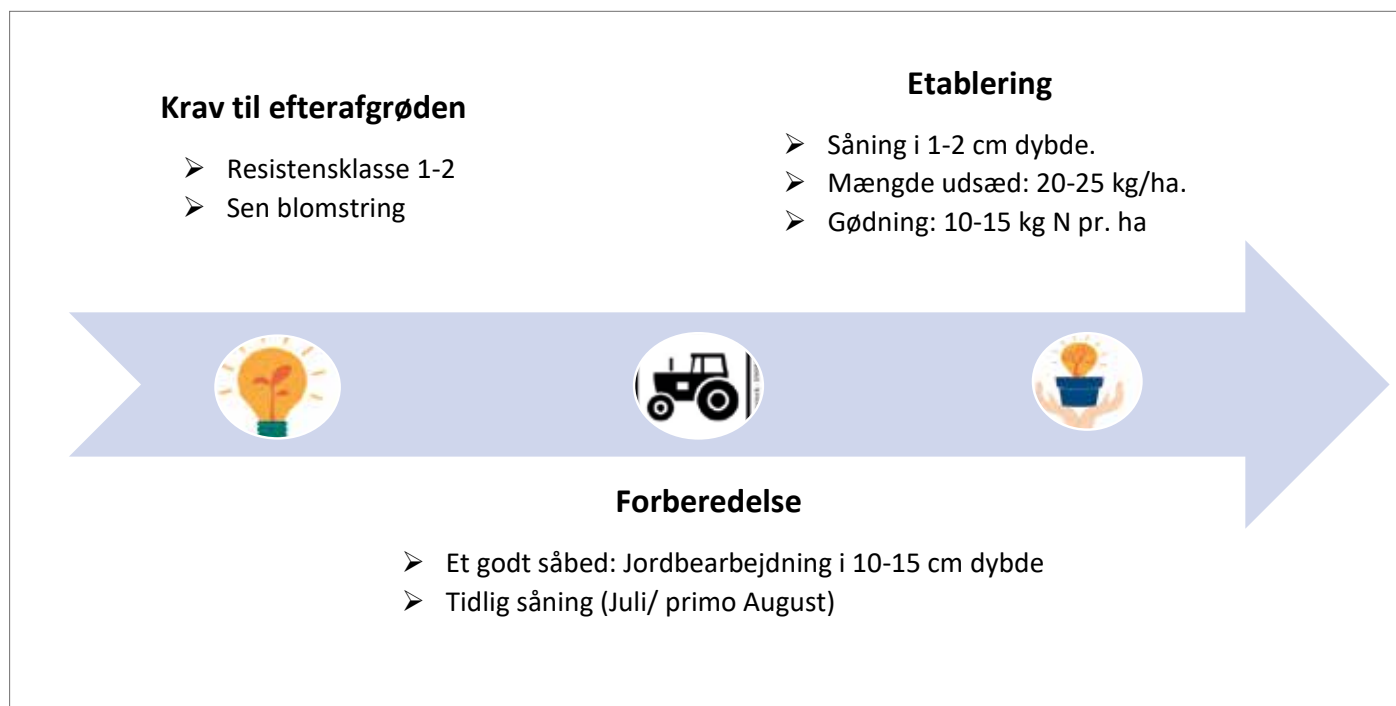 Krav til efterafgrøden
➢ Resistensklasse 1-2
➢ Sen blomstring
Etablering
➢ Såning i 1-2 cm dybde.
➢ Mængde udsæd: 20-25 kg/ha.
➢ Gødning: 10-15 kg N pr. ha
Forberedelse
➢ Et godt såbed: Jordbearbejdning i 10-15 cm dybde
➢ Tidlig såning (Juli/ primo August)